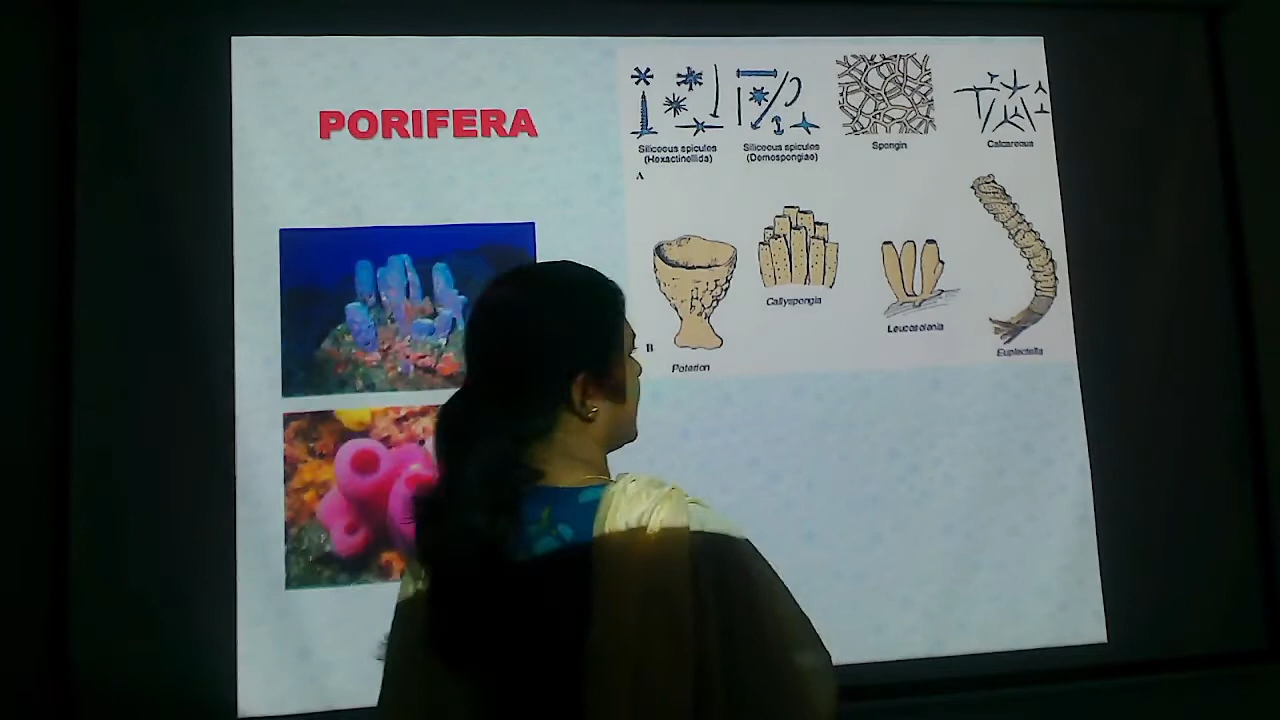 PORIFERA
Siliceous spicules
(Hexactinellida)
Siliceous spicules
(Demospongiae)
Spongin
Calcareous
A
Callyspongia
Leucosolenia
B
Poterion
Euplectella